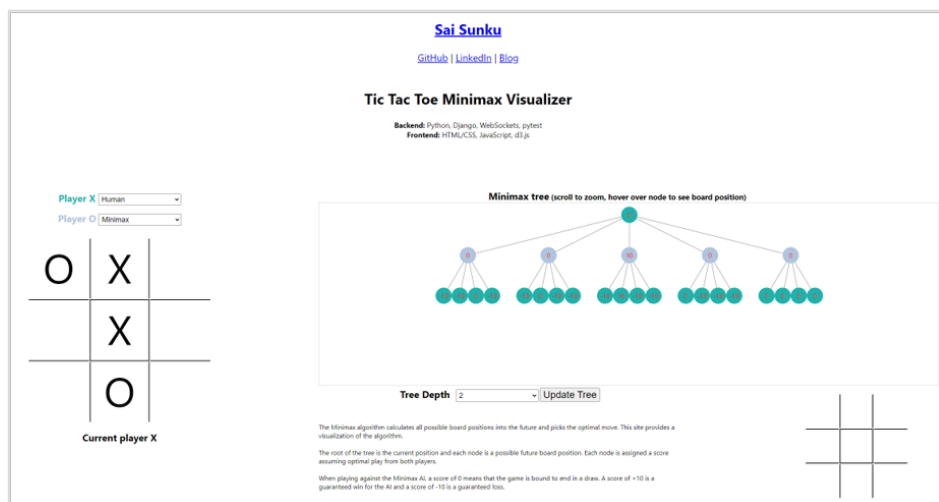 Sai Sunku
GitHub | LinkedIn | Blog
Tic Tac Toe Minimax Visualizer
Backend: Python, Django, WebSockets, pytest
Frontend: HTML/CSS, JavaScript, d3.js
Player X Human
Player O Minimax
O X
X
O
Current player X
Minimax tree (scroll to zoom, hover over node to see board position)
0 0 10 0 0
Tree Depth 2 Update Tree
The Minimax algorithm calculates all possible board positions into the future and picks the optimal move. This site provides a
visualization of the algorithm.
The root of the tree is the current position and each node is a possible future board position. Each node is assigned a score
assuming optimal play from both players.
When playing against the Minimax AI, a score of 0 means that the game is bound to end in a draw. A score of +10 is a
guaranteed win for the AI and a score of -10 is a guaranteed loss.